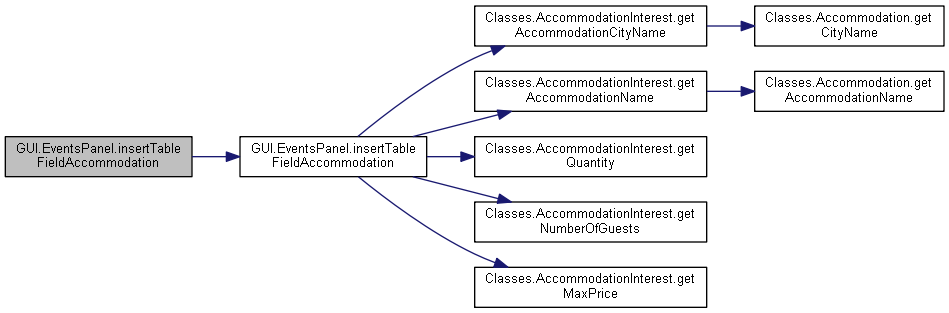 Classes.AccommodationInterest.get
AccommodationCityName
Classes.Accommodation.get
CityName
Classes.AccommodationInterest.get
AccommodationName
Classes.Accommodation.get
AccommodationName
GUI.EventsPanel.insertTable
FieldAccommodation
GUI.EventsPanel.insertTable
FieldAccommodation
Classes.AccommodationInterest.get
Quantity
Classes.AccommodationInterest.get
NumberOfGuests
Classes.AccommodationInterest.get
MaxPrice